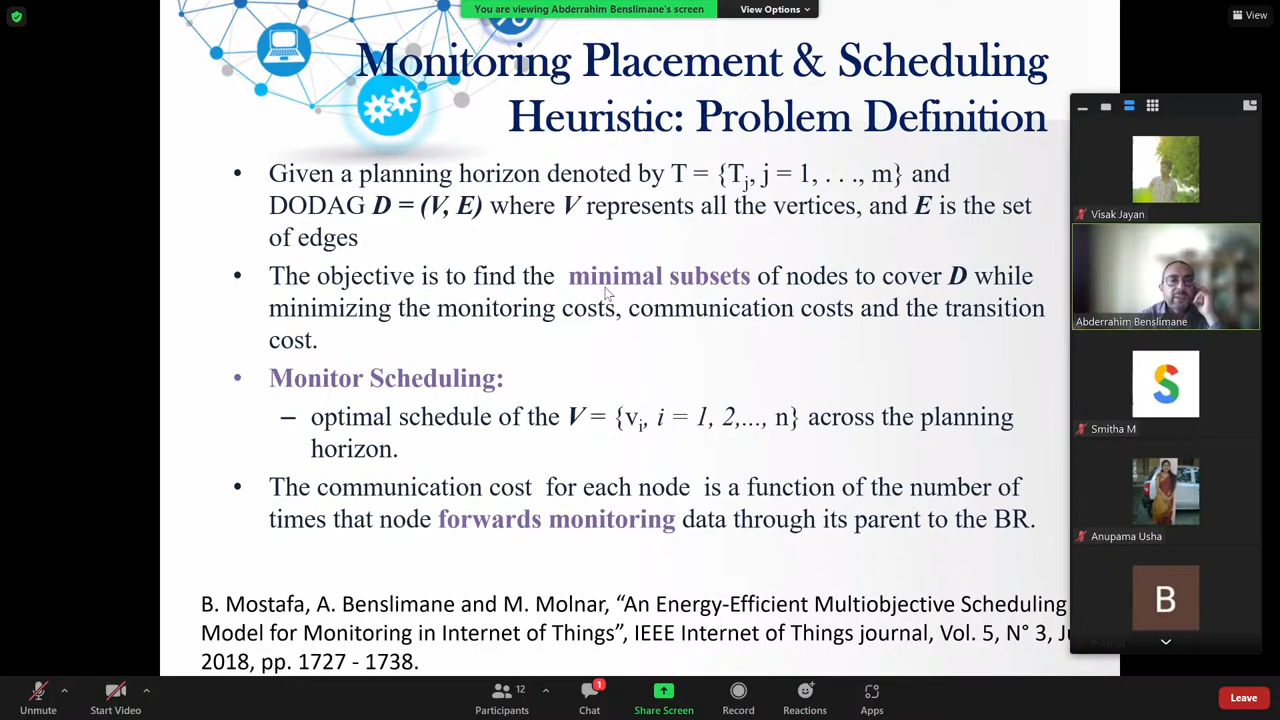 You are viewing Abderrahim Benslimane's screen
View Options
View
Monitoring Placement & Scheduling
Heuristic: Problem Definition
• Given a planning horizon denoted by T = {Tj, j = 1, . . ., m} and
DODAG D = (V, E) where V represents all the vertices, and E is the set
of edges
• The objective is to find the minimal subsets of nodes to cover D while
minimizing the monitoring costs, communication costs and the transition
cost.
• Monitor Scheduling:
– optimal schedule of the V = {vi, i = 1, 2,..., n} across the planning
horizon.
• The communication cost for each node is a function of the number of
times that node forwards monitoring data through its parent to the BR.
B. Mostafa, A. Benslimane and M. Molnar, “An Energy-Efficient Multiobjective Scheduling
Model for Monitoring in Internet of Things”, IEEE Internet of Things journal, Vol. 5, N° 3,
2018, pp. 1727 - 1738.
Visak Jayan
Abderrahim Benslimane
S
Smitha M
Anupama Usha
B
Unmute
Start Video
12
Participants
1
Chat
Share Screen
Record
Reactions
Apps
Leave